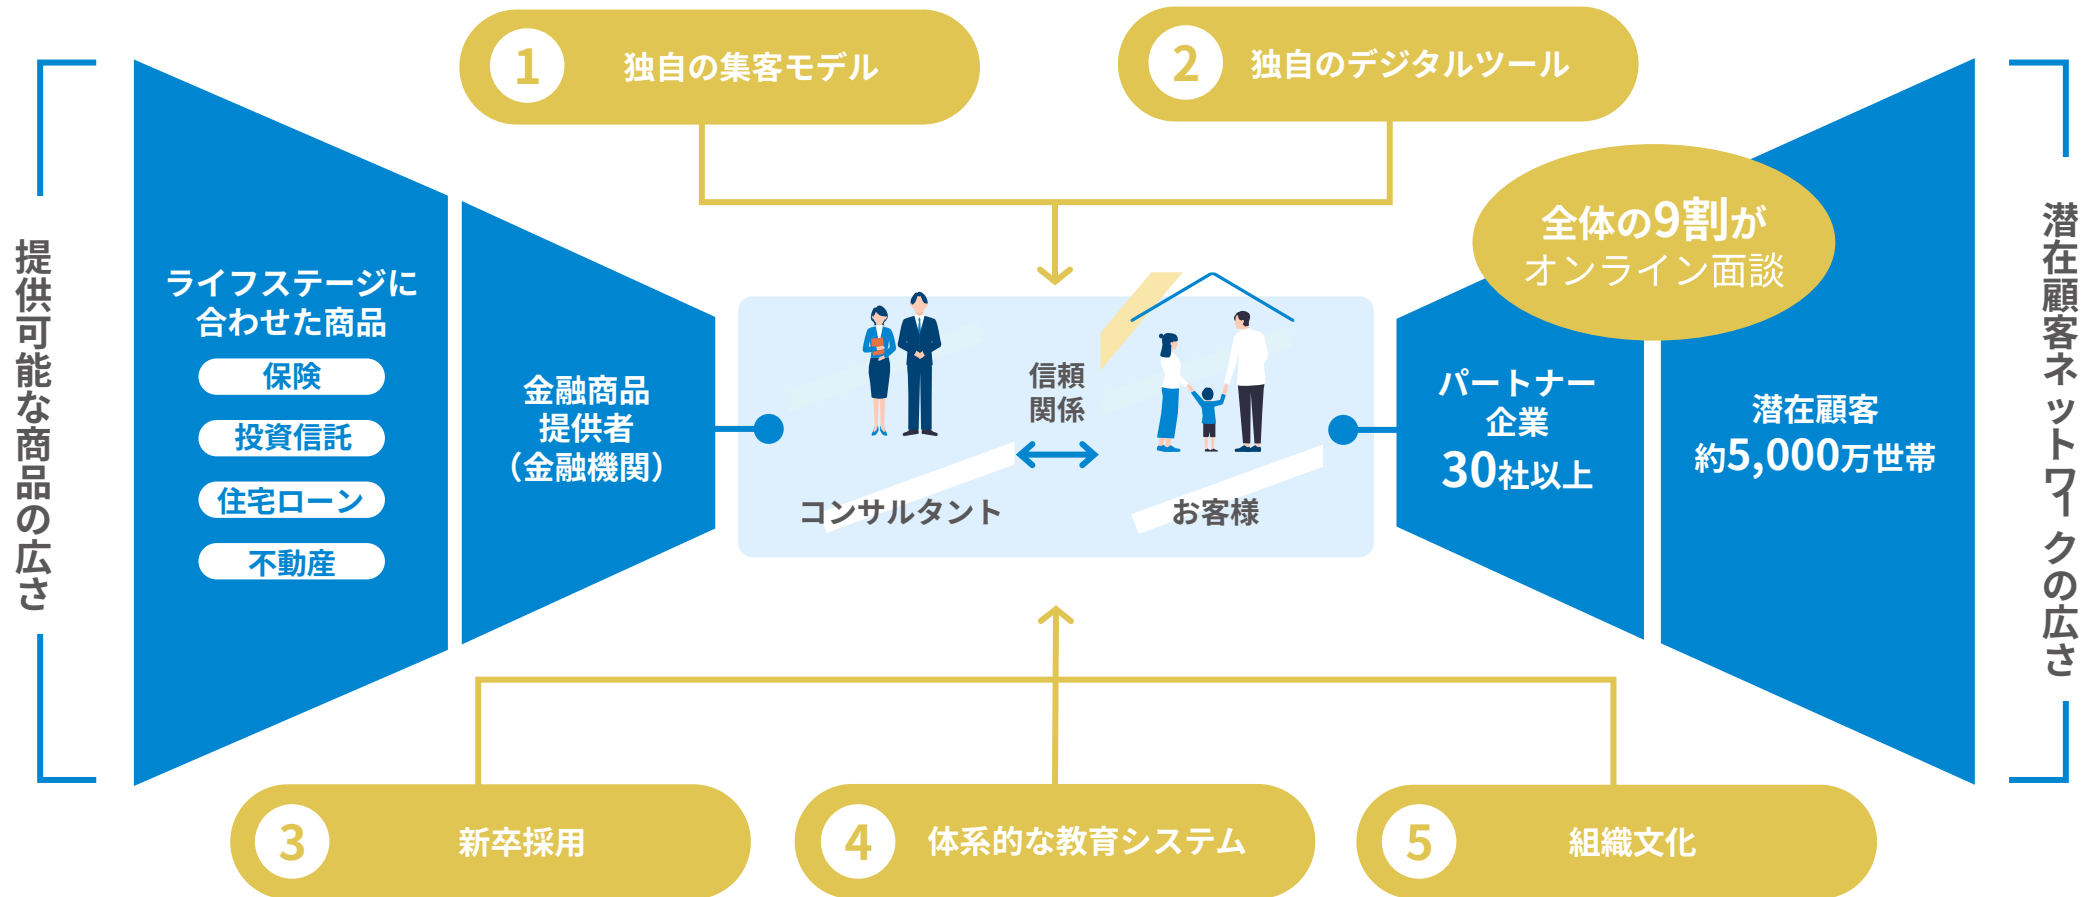 1
独自の集客モデル
2
独自のデジタルツール
提供可能な商品の広さ
ライフステージに
合わせた商品
保険
投資信託
住宅ローン
不動産
金融商品
提供者
（金融機関）
信頼
関係
コンサルタント
お客様
全体の9割が
オンライン面談
パートナー
企業
30社以上
潜在顧客
約5,000万世帯
潜在顧客ネットワークの広さ
3
新卒採用
4
体系的な教育システム
5
組織文化